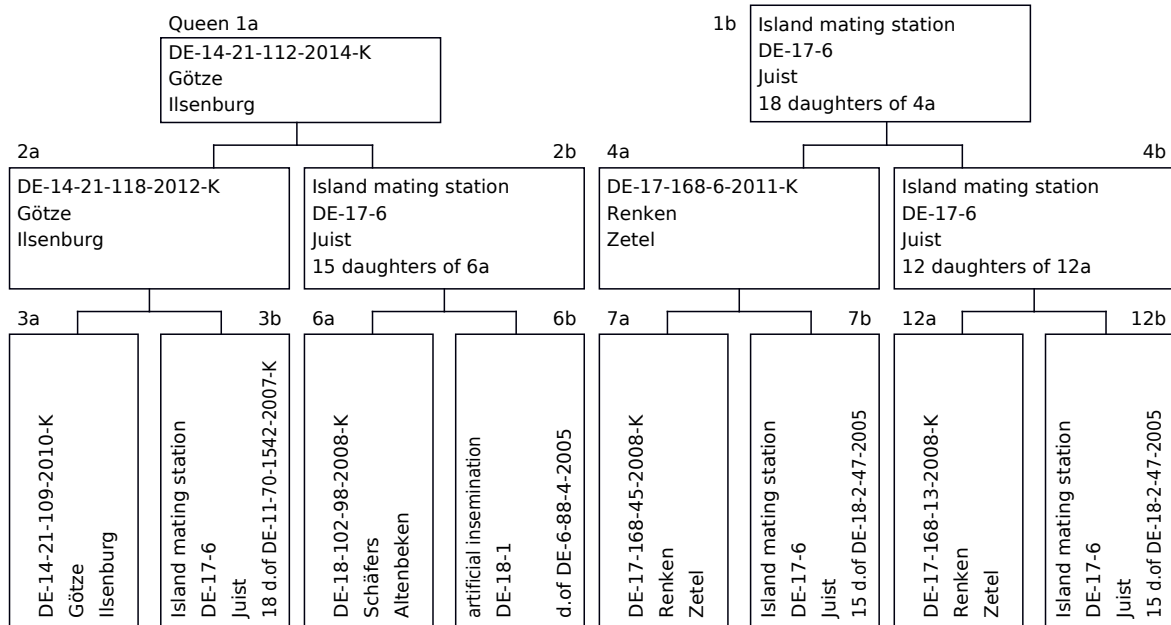 Queen 1a
DE-14-21-112-2014-K
Götze
Ilsenburg
1b
Island mating station
DE-17-6
Juist
18 daughters of 4a
2a
DE-14-21-118-2012-K
Götze
Ilsenburg
2b
Island mating station
DE-17-6
Juist
15 daughters of 6a
4a
DE-17-168-6-2011-K
Renken
Zetel
4b
Island mating station
DE-17-6
Juist
12 daughters of 12a
3a
DE-14-21-109-2010-K
Götze
Ilsenburg
3b
Island mating station
DE-17-6
Juist
18 d.of DE-11-70-1542-2007-K
6a
DE-18-102-98-2008-K
Schäfers
Altenbeken
6b
artificial insemination
DE-18-1
d.of DE-6-88-4-2005
7a
DE-17-168-45-2008-K
Renken
Zetel
7b
Island mating station
DE-17-6
Juist
15 d.of DE-18-2-47-2005
12a
DE-17-168-13-2008-K
Renken
Zetel
12b
Island mating station
DE-17-6
Juist
15 d.of DE-18-2-47-2005